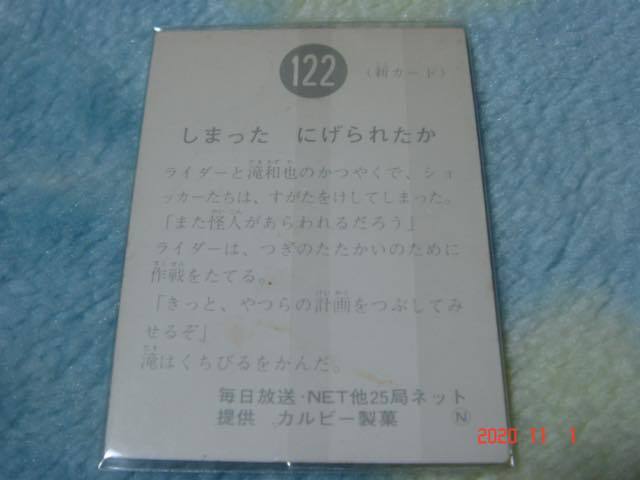 122
(新カード)
しまった にげられたか
ライダーと滝和也のかつやくで、ショ
ッカーたちは、すがたをけしてしまった。
「また怪人があらわれるだろう」
ライダーは、つぎのたたかいのために
作戦をたてる。
「きっと、やつらの計画をつぶしてみ
せるぞ」
滝はくちびるをかんだ。
毎日放送・NET他25局ネット
提供 カルビー製菓 N
2020 11 1